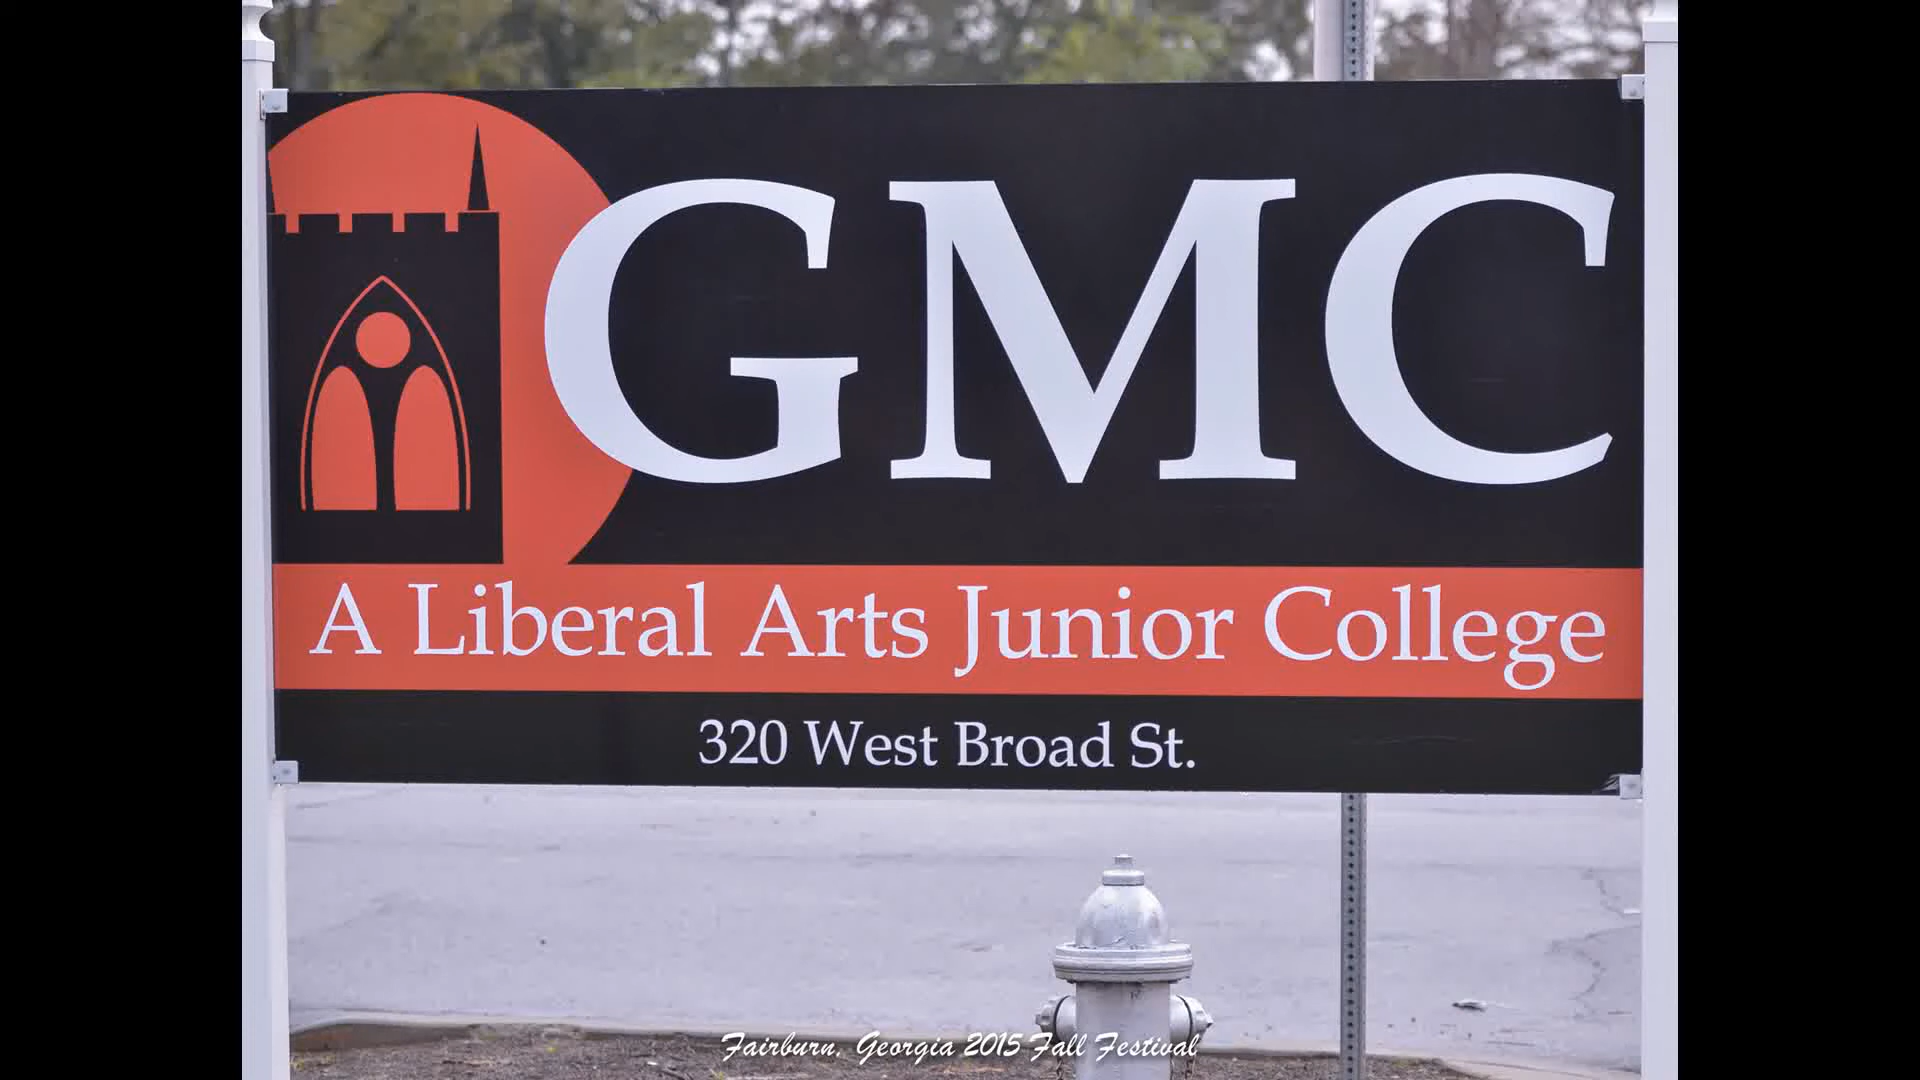 GMC
A Liberal Arts Junior College
320 West Broad St.
Fairburn, Georgia 2015 Fall Festival